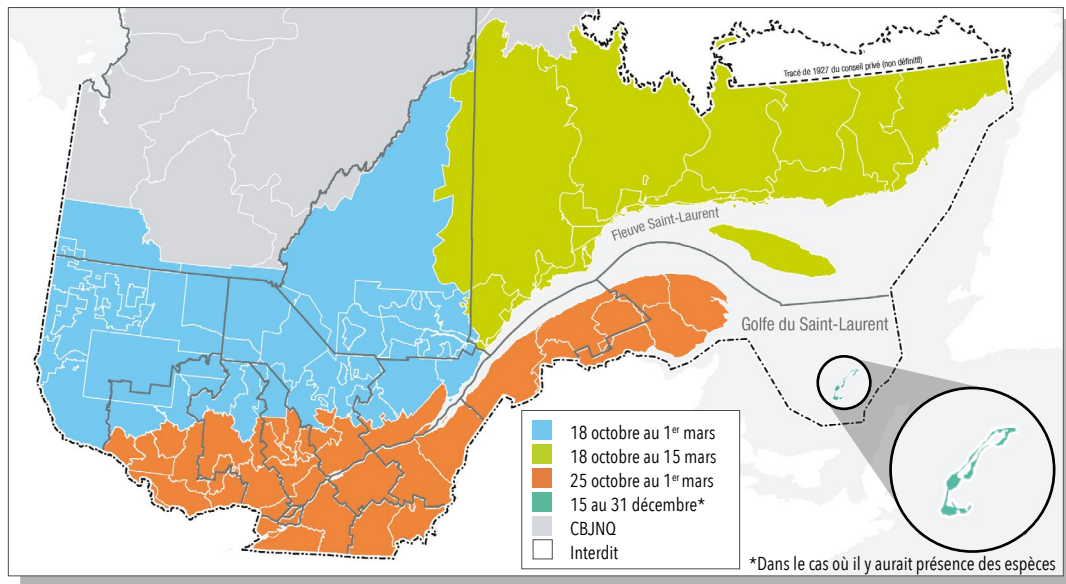 Tracé de 1927 du conseil privé (non définitif)
Fleuve Saint-Laurent
Golfe du Saint-Laurent
18 octobre au 1er mars
18 octobre au 15 mars
25 octobre au 1er mars
15 au 31 décembre*
CBJNQ
Interdit
*Dans le cas où il y aurait présence des espèces